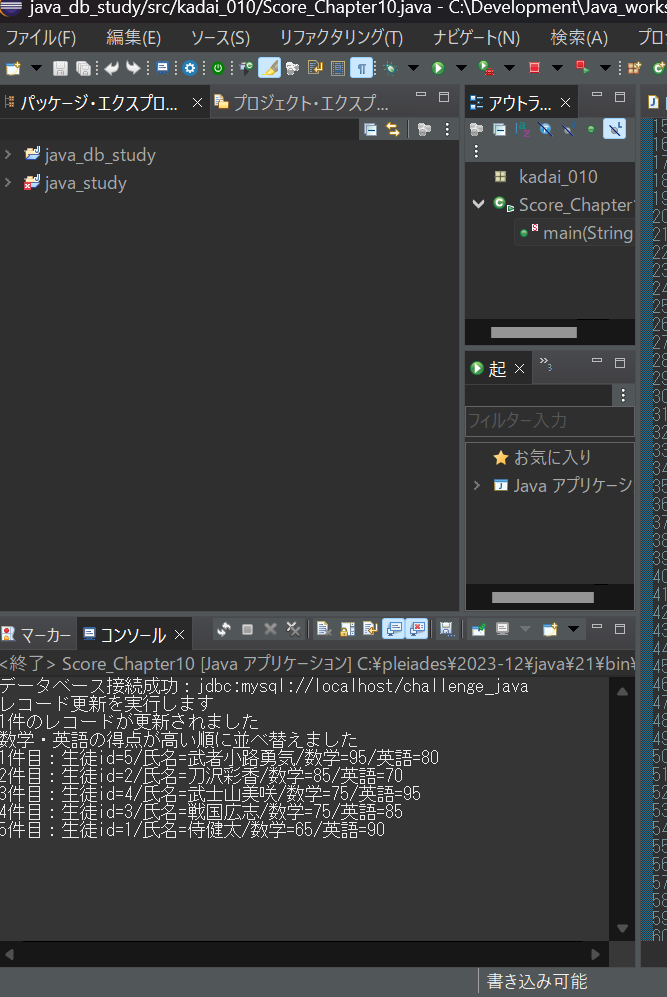 java_db_study/src/kadai_010/Score_Chapter10.java - C:\Development\Java_works
ファイル(F) 編集(E) ソース(S) リファクタリング(T) ナビゲート(N) 検索(A) プロ
パッケージ・エクスプロ... プロジェクト・エクスプ...
java_db_study
java_study
アウトラ...
kadai_010
Score_Chapter1
main(String
起
フィルター入力
お気に入り
Java アプリケーシ
マーカー コンソール
<終了> Score_Chapter10 [Java アプリケーション] C:¥pleiades¥2023-12¥java¥21¥bin¥
データベース接続成功：jdbc:mysql://localhost/challenge_java
レコード更新を実行します
1件のレコードが更新されました
数学・英語の得点が高い順に並べ替えました
1件目：生徒id=5/氏名=武者小路勇気/数学=95/英語=80
2件目：生徒id=2/氏名=刀沢彩香/数学=85/英語=70
3件目：生徒id=4/氏名=武士山美咲/数学=75/英語=95
4件目：生徒id=3/氏名=戦国広志/数学=75/英語=85
5件目：生徒id=1/氏名=侍健太/数学=65/英語=90
書き込み可能